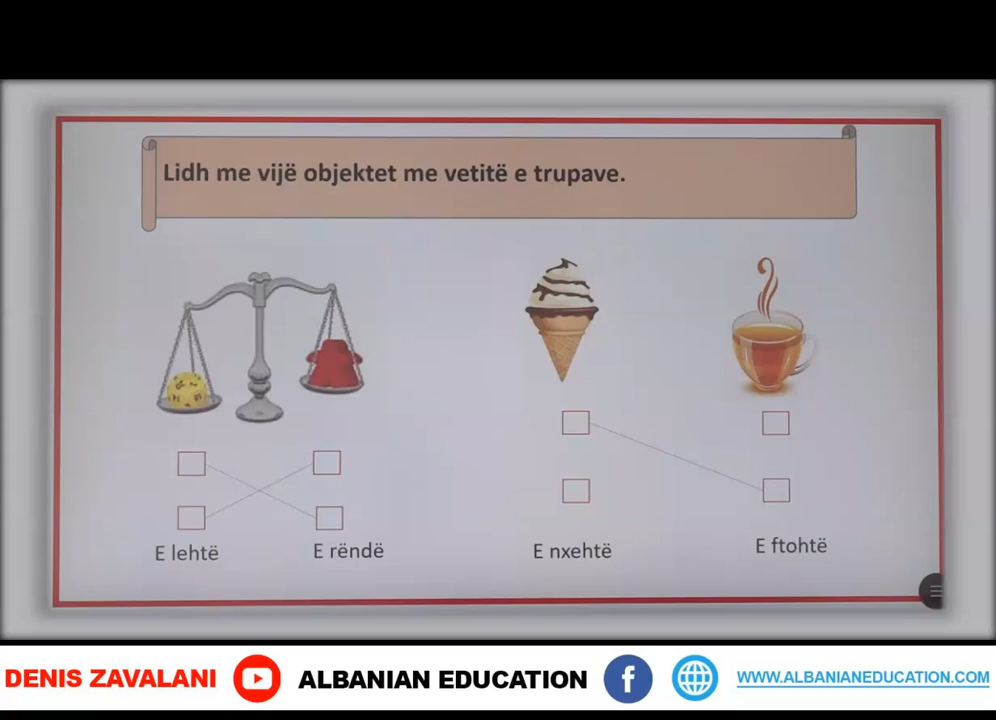 Lidh me vijë objektet me vetitë e trupave.
E lehtë
E rëndë
E nxehtë
E ftohtë
DENIS ZAVALANI
ALBANIAN EDUCATION
f
WWW.ALBANIANEDUCATION.COM